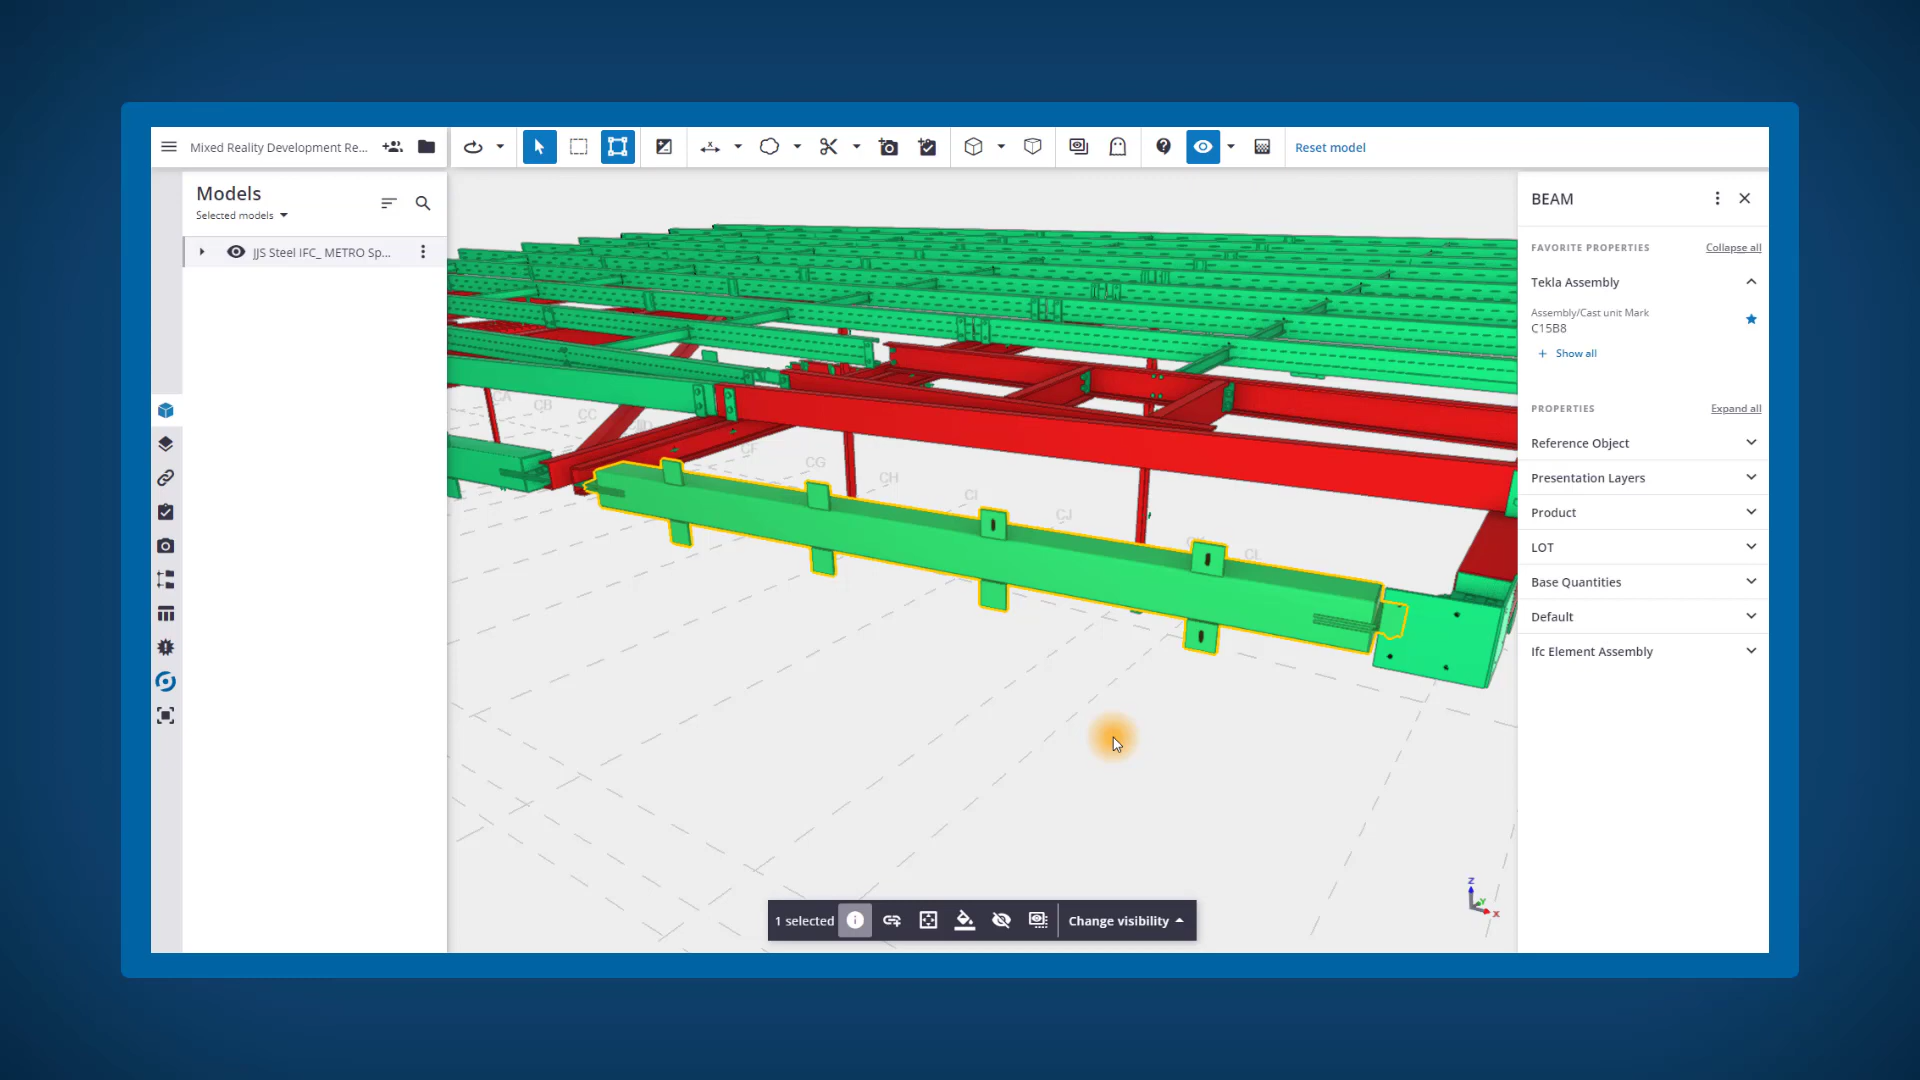 Mixed Reality Development Re...
Reset model
Models
Selected models
JJS Steel IFC_ METRO Sp...
BEAM
FAVORITE PROPERTIES
Collapse all
Tekla Assembly
Assembly/Cast unit Mark
C15B8
+ Show all
PROPERTIES
Expand all
Reference Object
Presentation Layers
Product
LOT
Base Quantities
Default
Ifc Element Assembly
CA
CB
CC
CF
CG
CH
CI
CJ
CL
Z
Y
X
1 selected
Change visibility